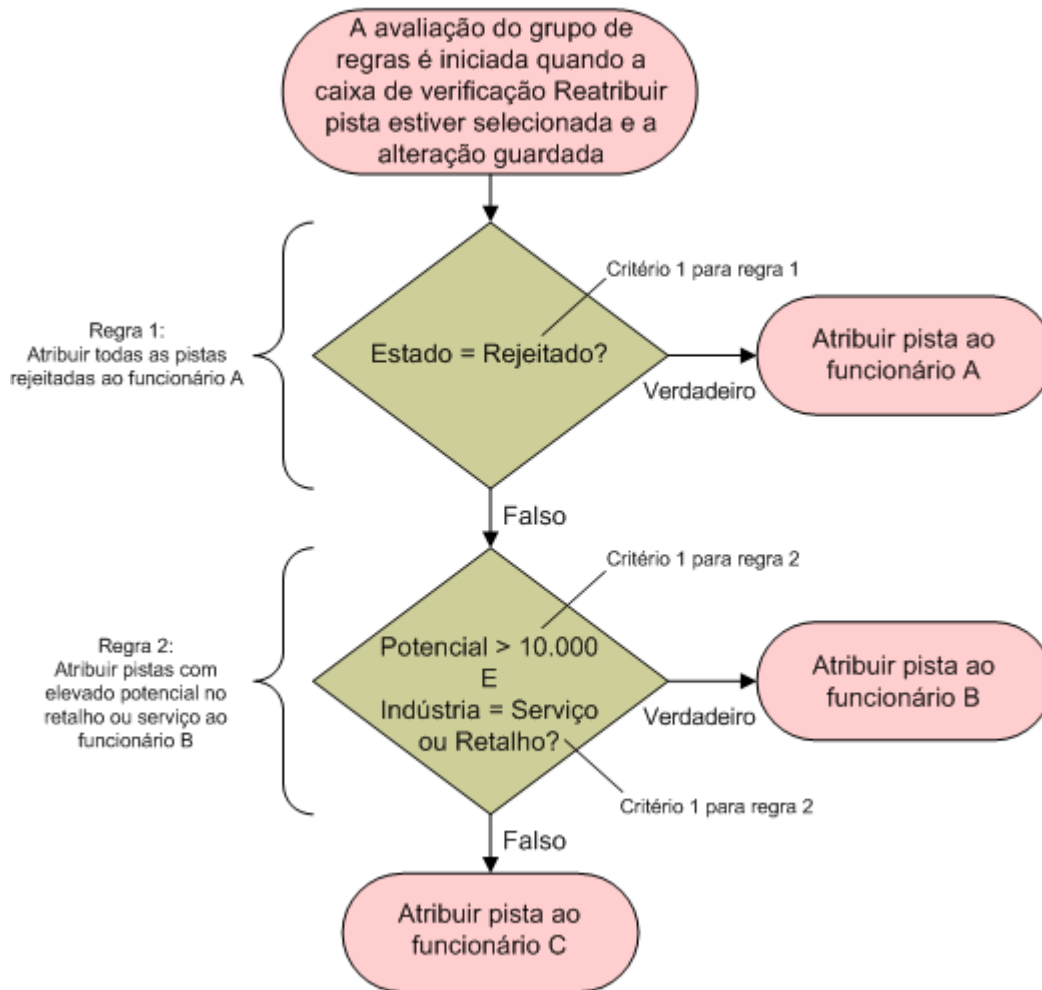 A avaliação do grupo de
regras é iniciada quando a
caixa de verificação Reatribuir
pista estiver selecionada e a
alteração guardada
Critério 1 para regra 1
Regra 1:
Atribuir todas as pistas
rejeitadas ao funcionário A
Estado = Rejeitado?
Verdadeiro
Atribuir pista ao
funcionário A
Falso
Critério 1 para regra 2
Regra 2:
Atribuir pistas com
elevado potencial no
retalho ou serviço ao
funcionário B
Potencial > 10.000
E
Indústria = Serviço
ou Retalho?
Verdadeiro
Atribuir pista ao
funcionário B
Critério 1 para regra 2
Falso
Atribuir pista ao
funcionário C